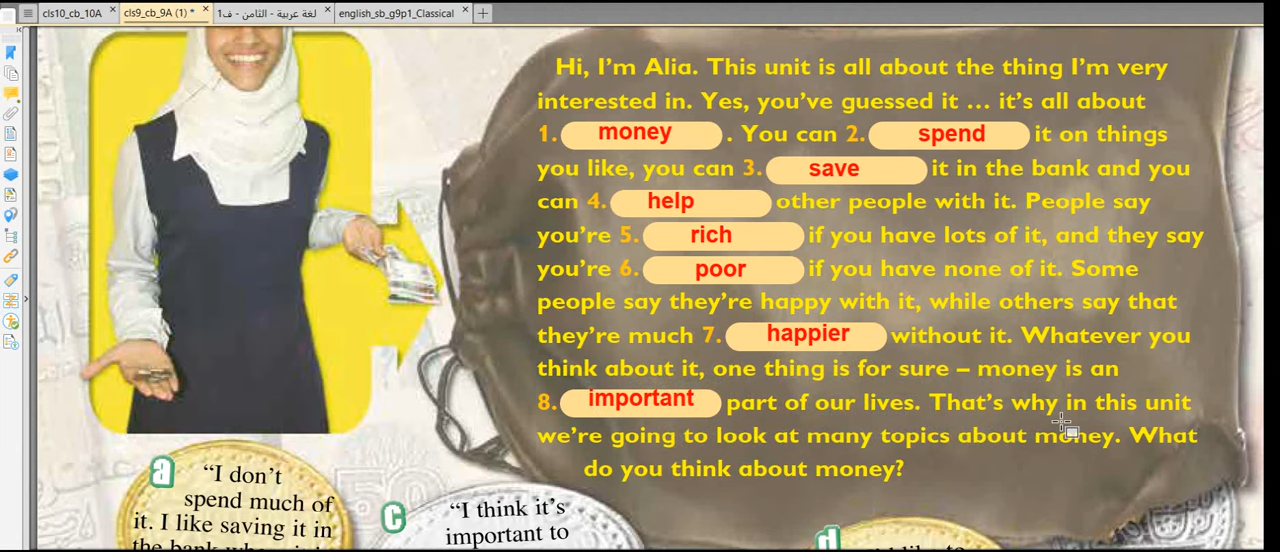 cls10_cb_10A
cls9_cb_9A (1) *
لغة عربية - الثامن - ف1
english_sb_g9p1_Classical
Hi, I'm Alia. This unit is all about the thing I'm very
interested in. Yes, you've guessed it ... it's all about
1. money . You can 2. spend it on things
you like, you can 3. save it in the bank and you
can 4. help other people with it. People say
you're 5. rich if you have lots of it, and they say
you're 6. poor if you have none of it. Some
people say they're happy with it, while others say that
they're much 7. happier without it. Whatever you
think about it, one thing is for sure – money is an
8. important part of our lives. That's why in this unit
we're going to look at many topics about money. What
do you think about money?
a "I don't
spend much of
it. I like saving it in
the bank
c "I think it's
important to
d